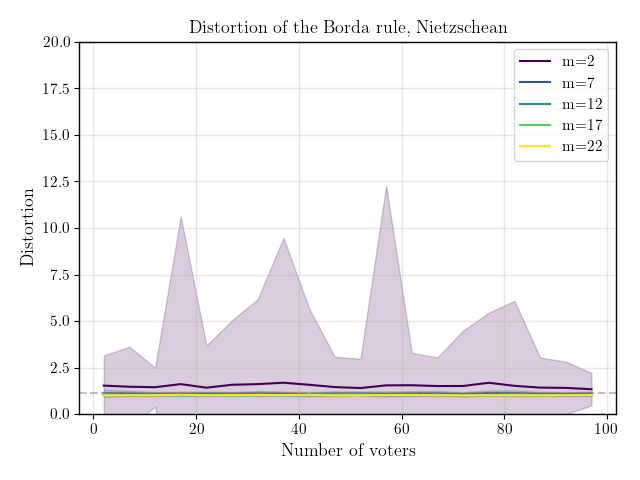 Distortion of the Borda rule, Nietzschean
20.0
17.5
15.0
12.5
10.0
7.5
5.0
2.5
0.0
Distortion
m=2
m=7
m=12
m=17
m=22
0 20 40 60 80 100
Number of voters